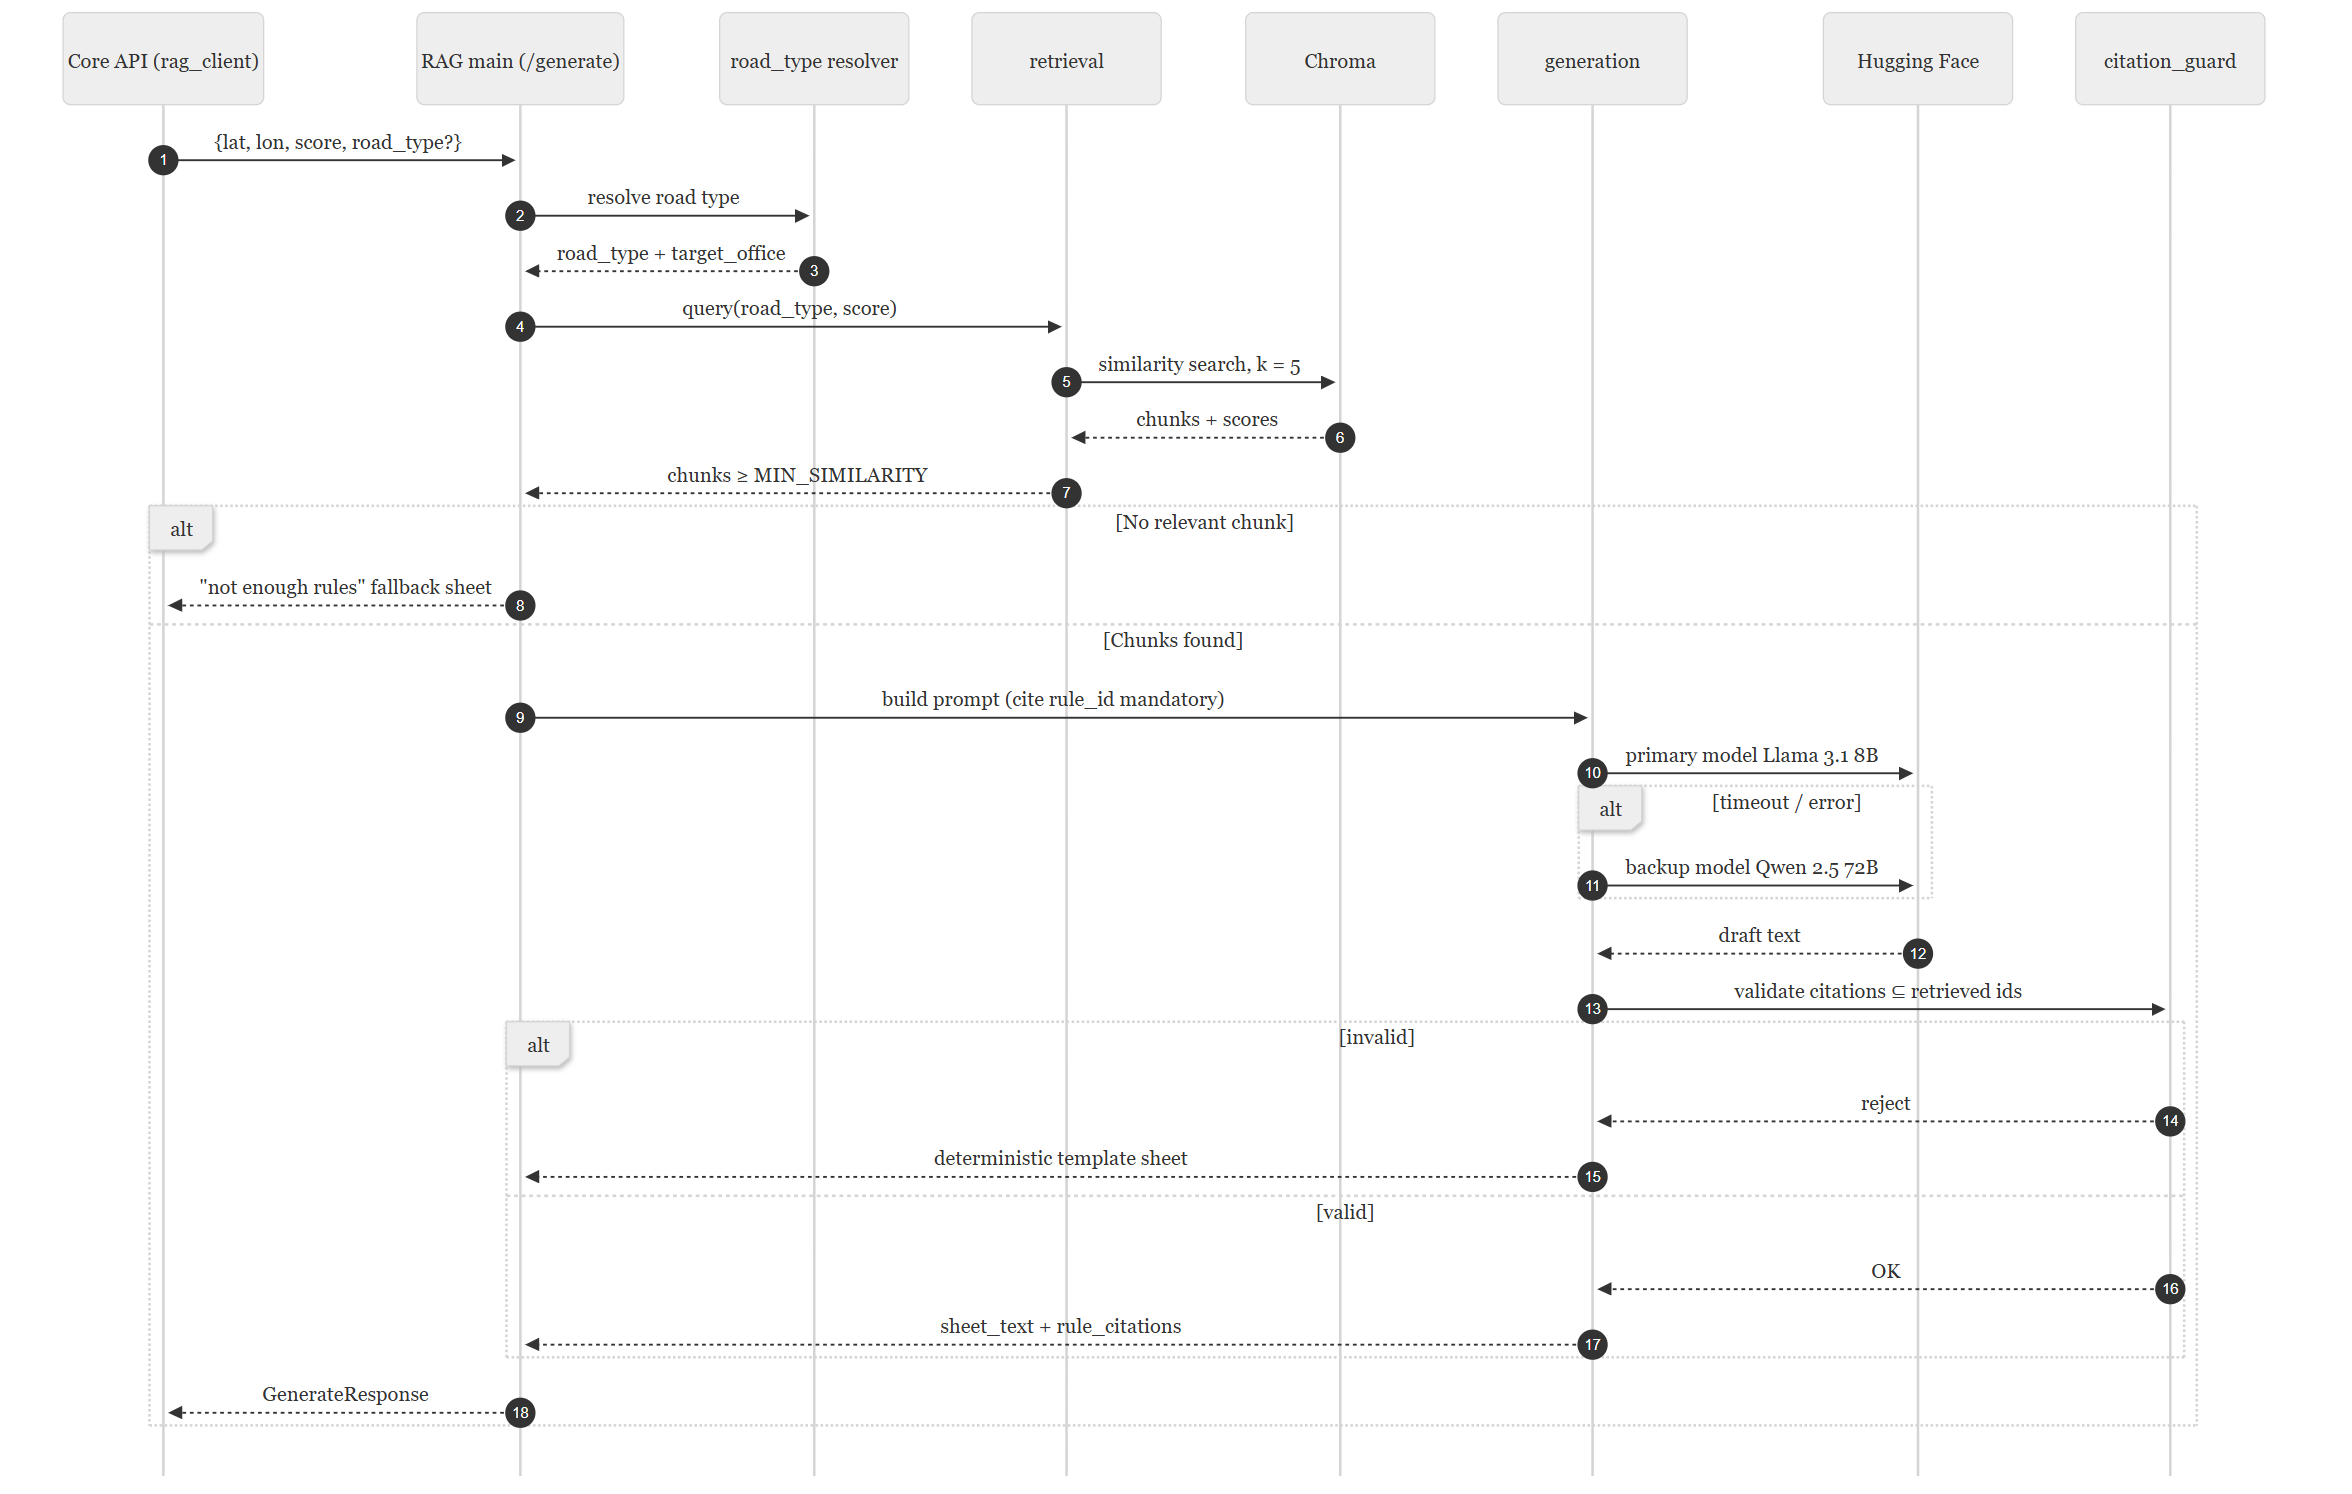 Core API (rag_client)
RAG main (/generate)
road_type resolver
retrieval
Chroma
generation
Hugging Face
citation_guard
{lat, lon, score, road_type?}
1
resolve road type
2
road_type + target_office
3
query(road_type, score)
4
similarity search, k = 5
5
chunks + scores
6
chunks ≥ MIN_SIMILARITY
7
alt
[No relevant chunk]
"not enough rules" fallback sheet
8
[Chunks found]
build prompt (cite rule_id mandatory)
9
primary model Llama 3.1 8B
10
alt
[timeout / error]
backup model Qwen 2.5 72B
11
draft text
12
validate citations ⊆ retrieved ids
13
alt
[invalid]
reject
14
deterministic template sheet
15
[valid]
OK
16
sheet_text + rule_citations
17
GenerateResponse
18